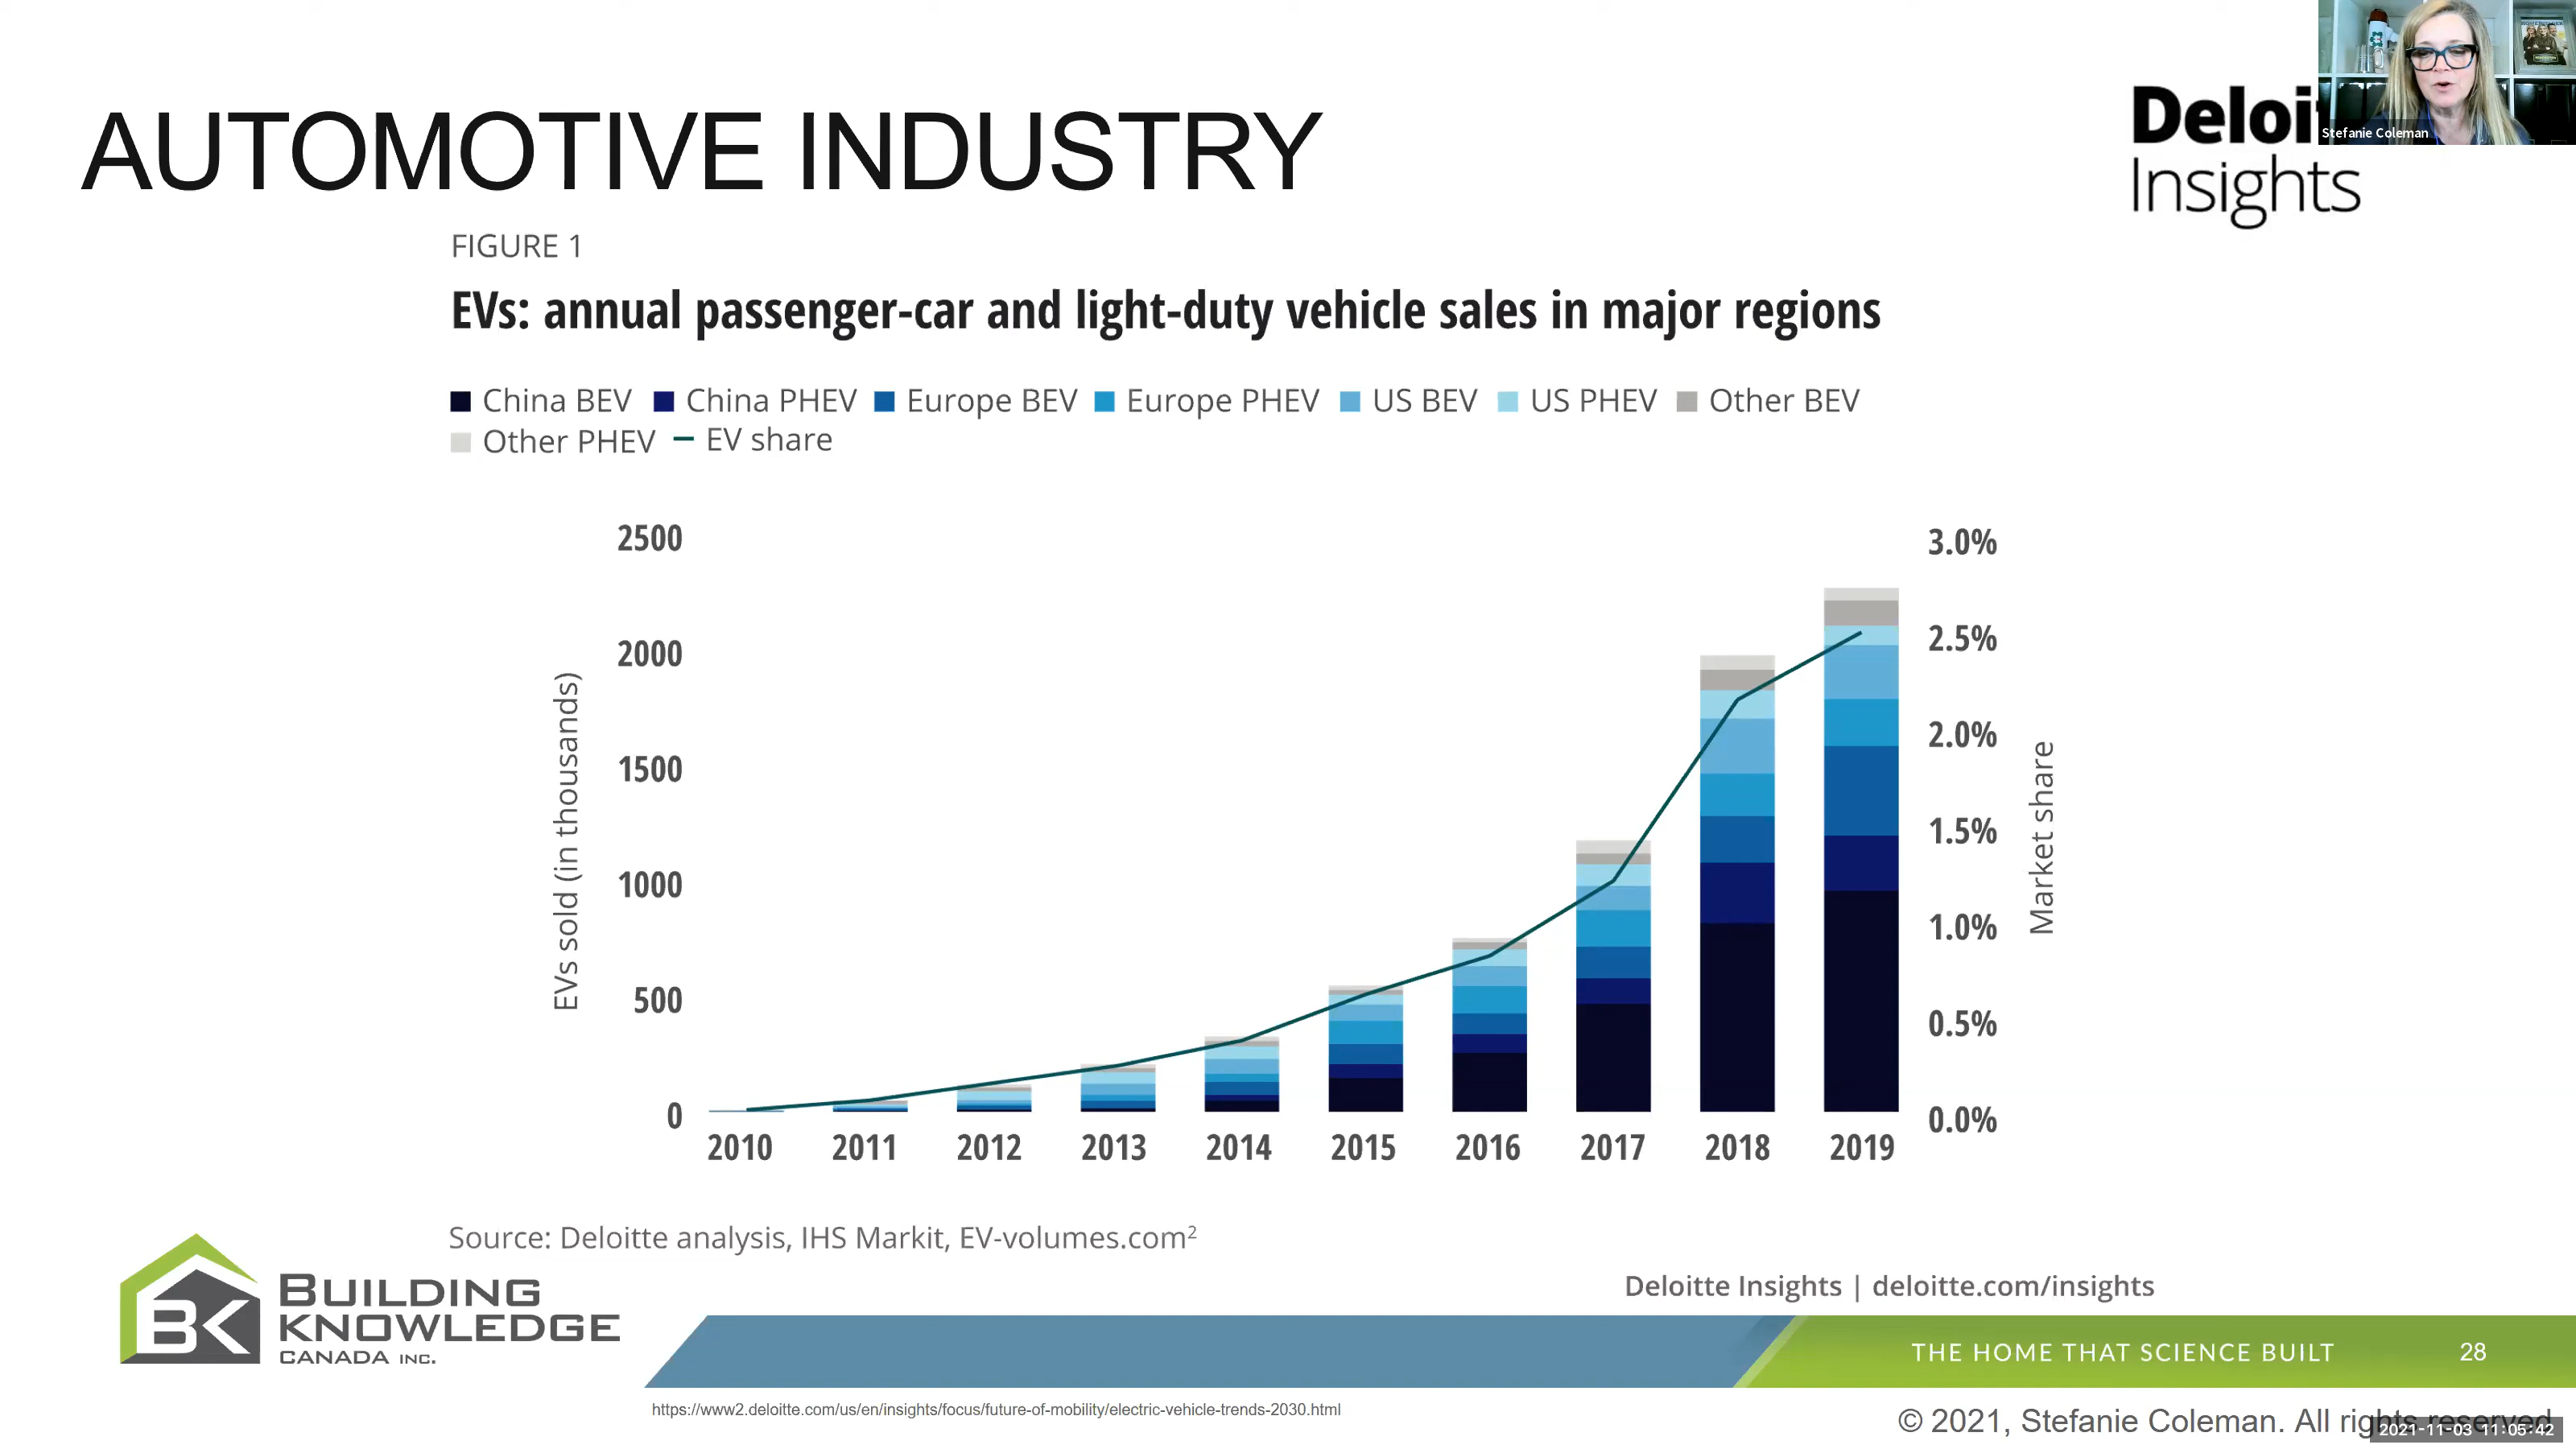 AUTOMOTIVE INDUSTRY
Insights
Stefanie Coleman
FIGURE 1
EVs: annual passenger-car and light-duty vehicle sales in major regions
China BEV China PHEV Europe BEV Europe PHEV US BEV US PHEV Other BEV
Other PHEV EV share
EVs sold (in thousands)
2500
2000
1500
1000
500
0
3.0%
2.5%
2.0%
1.5%
1.0%
0.5%
0.0%
Market share
2010 2011 2012 2013 2014 2015 2016 2017 2018 2019
Source: Deloitte analysis, IHS Markit, EV-volumes.com²
Deloitte Insights | deloitte.com/insights
BK
BUILDING
KNOWLEDGE
CANADA INC.
THE HOME THAT SCIENCE BUILT 28
https://www2.deloitte.com/us/en/insights/focus/future-of-mobility/electric-vehicle-trends-2030.html
© 2021, Stefanie Coleman. All rights reserved
2021-11-03 11:05:42